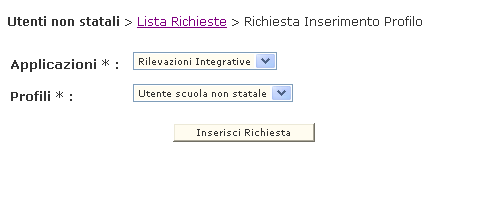 Utenti non statali > Lista Richieste > Richiesta Inserimento Profilo
Applicazioni * : Rilevazioni Integrative
Profili * : Utente scuola non statale
Inserisci Richiesta